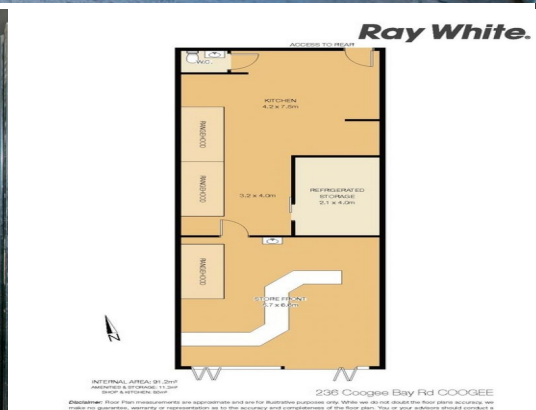 Ray White.
ACCESS TO REAR
W.C.
KITCHEN
4.2 x 7.5m
RANGEHOOD
RANGEHOOD
3.2 x 4.0m
REFRIGERATED
STORAGE
2.1 x 4.0m
RANGEHOOD
STORE FRONT
N
INTERNAL AREA: 91.2m²
AMENITIES & STORAGE: 11.2m²
SHOP & KITCHEN: 80m²
236 Coogee Bay Rd COOGEE
Disclaimer: Floor Plan measurements are approximate and are for illustrative purposes only. While we do not doubt the floor plans accuracy, we
make no guarantee, warranty or representation as to the accuracy and completeness of the floor plan. You or your advisors should conduct a